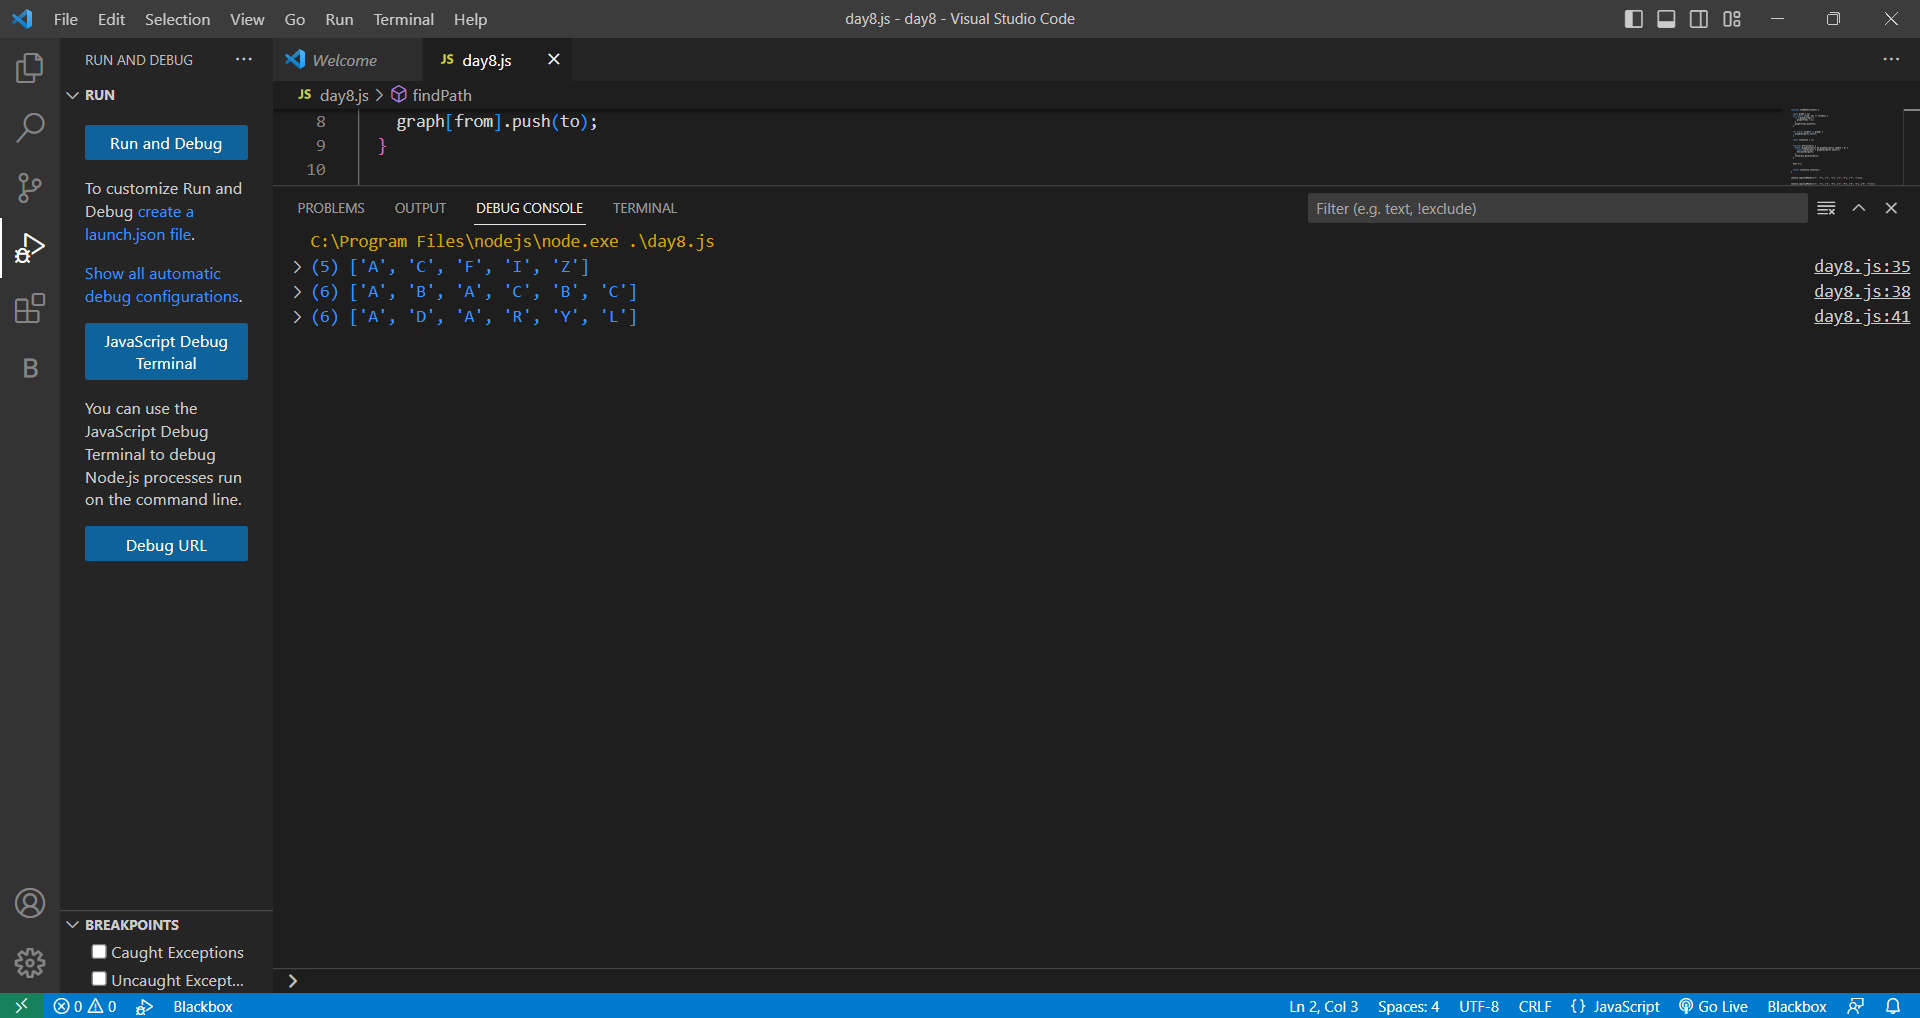 File Edit Selection View Go Run Terminal Help
day8.js - day8 - Visual Studio Code
RUN AND DEBUG
RUN
Run and Debug
To customize Run and
Debug create a
launch.json file.
Show all automatic
debug configurations.
JavaScript Debug
Terminal
You can use the
JavaScript Debug
Terminal to debug
Node.js processes run
on the command line.
Debug URL
BREAKPOINTS
Caught Exceptions
Uncaught Except...
Welcome
JS day8.js
JS day8.js > findPath
8 graph[from].push(to);
9 }
10
PROBLEMS OUTPUT DEBUG CONSOLE TERMINAL
Filter (e.g. text, !exclude)
C:\Program Files\nodejs\node.exe .\day8.js
(5) ['A', 'C', 'F', 'I', 'Z'] day8.js:35
(6) ['A', 'B', 'A', 'C', 'B', 'C'] day8.js:38
(6) ['A', 'D', 'A', 'R', 'Y', 'L'] day8.js:41
B
0 0 Blackbox
Ln 2, Col 3 Spaces: 4 UTF-8 CRLF {} JavaScript Go Live Blackbox